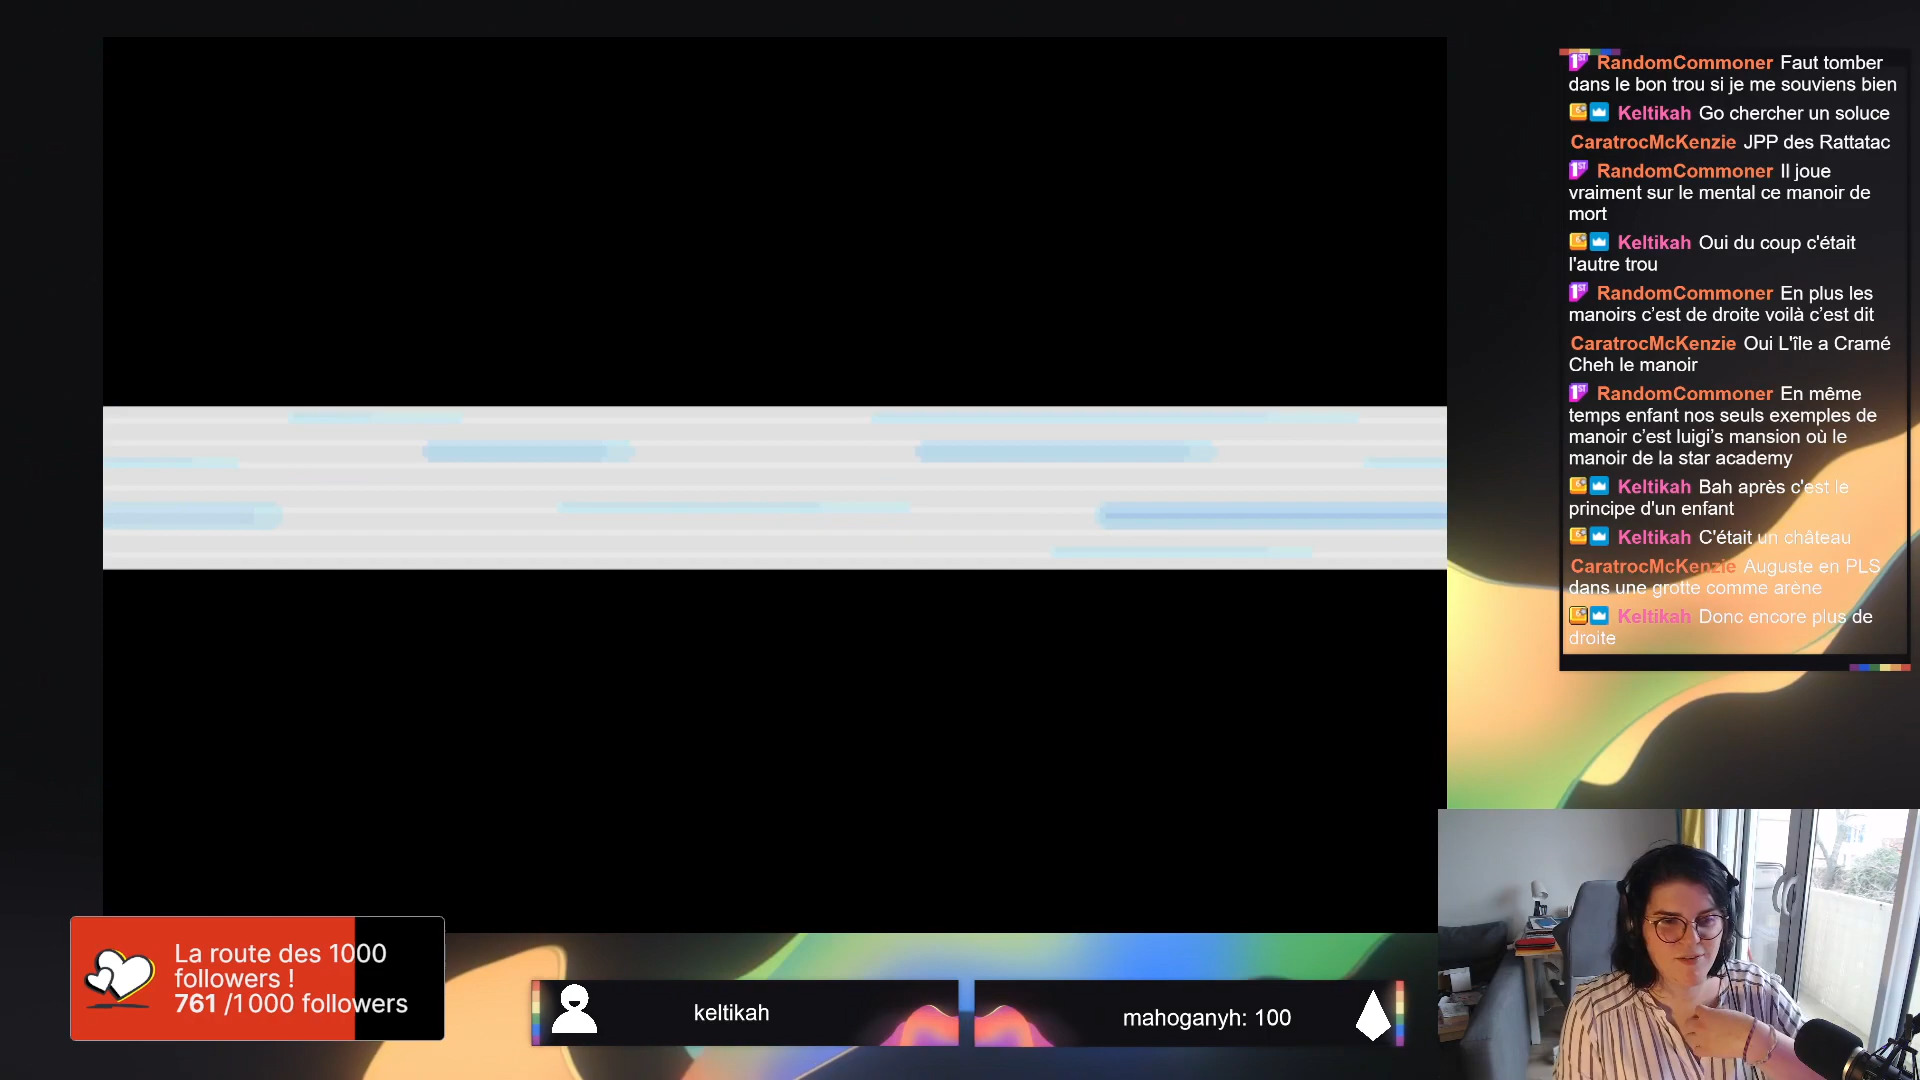 RandomCommoner Faut tomber
dans le bon trou si je me souviens bien
Keltikah Go chercher un soluce
CaratrocMcKenzie JPP des Rattatac
RandomCommoner Il joue
vraiment sur le mental ce manoir de
mort
Keltikah Oui du coup c'était
l'autre trou
RandomCommoner En plus les
manoirs c’est de droite voilà c’est dit
CaratrocMcKenzie Oui L'île a Cramé
Cheh le manoir
RandomCommoner En même
temps enfant nos seuls exemples de
manoir c’est luigi’s mansion où le
manoir de la star academy
Keltikah Bah après c'est le
principe d'un enfant
Keltikah C'était un château
CaratrocMcKenzie Auguste en PLS
dans une grotte comme arène
Keltikah Donc encore plus de
droite
La route des 1000
followers !
761 /1000 followers
keltikah
mahoganyh: 100